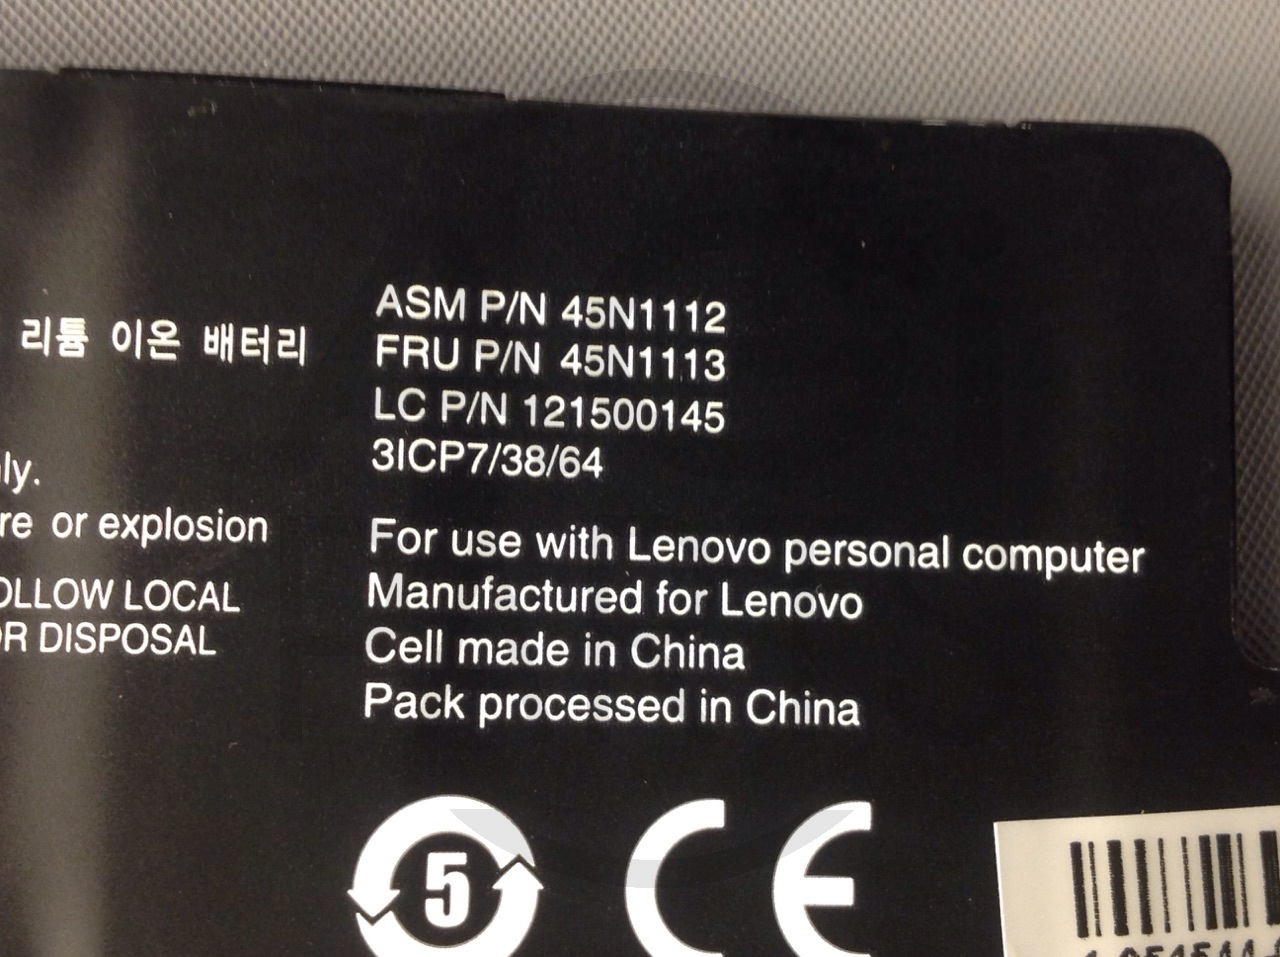 ASM P/N 45N1112
리튬 이온 배터리 FRU P/N 45N1113
LC P/N 121500145
3ICP7/38/64
ly.
re or explosion
For use with Lenovo personal computer
OLLOW LOCAL
Manufactured for Lenovo
R DISPOSAL
Cell made in China
Pack processed in China
5
CE